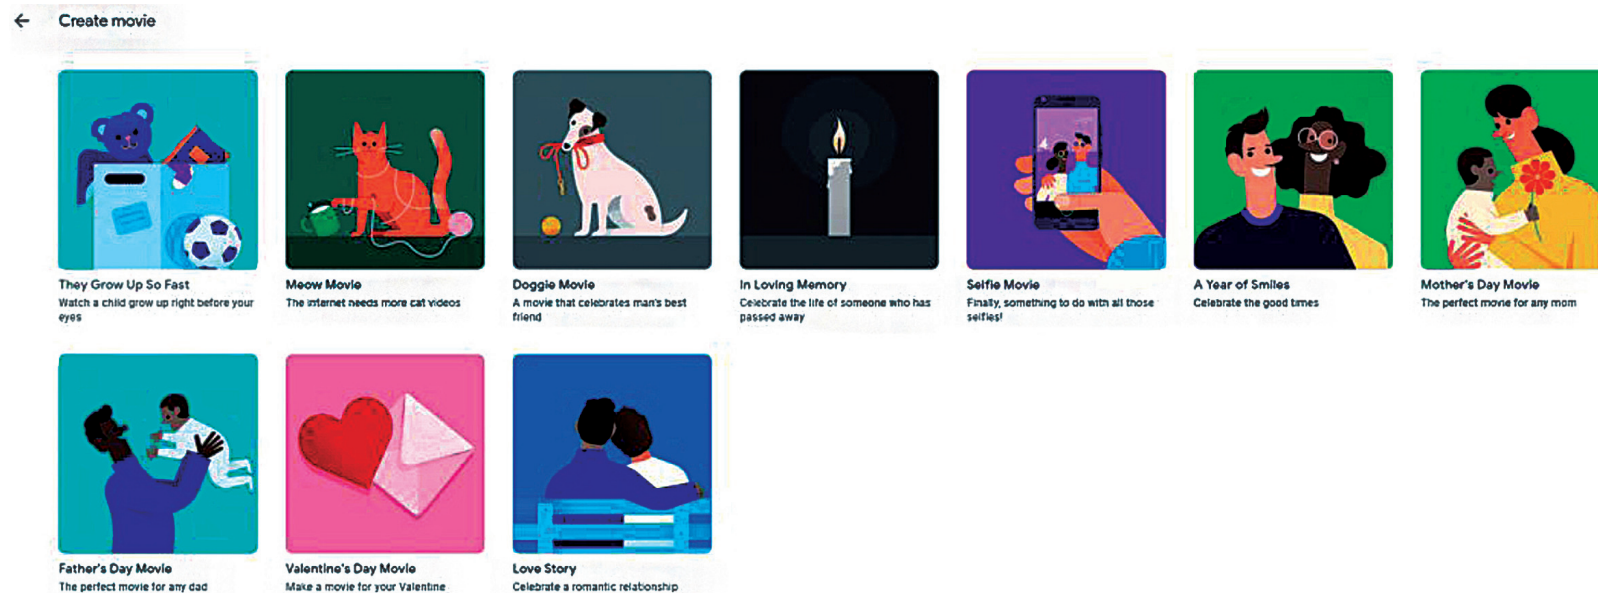 Create movie
They Grow Up So Fast
Watch a child grow up right before your
eyes
Meow Movie
The internet needs more cat videos
Doggie Movie
A movie that celebrates man's best
friend
In Loving Memory
Celebrate the life of someone who has
passed away
Selfie Movie
Finally, something to do with all those
selfies!
A Year of Smiles
Celebrate the good times
Mother's Day Movie
The perfect movie for any mom
Father's Day Movie
The perfect movie for any dad
Valentine's Day Movie
Make a movie for your Valentine
Love Story
Celebrate a romantic relationship